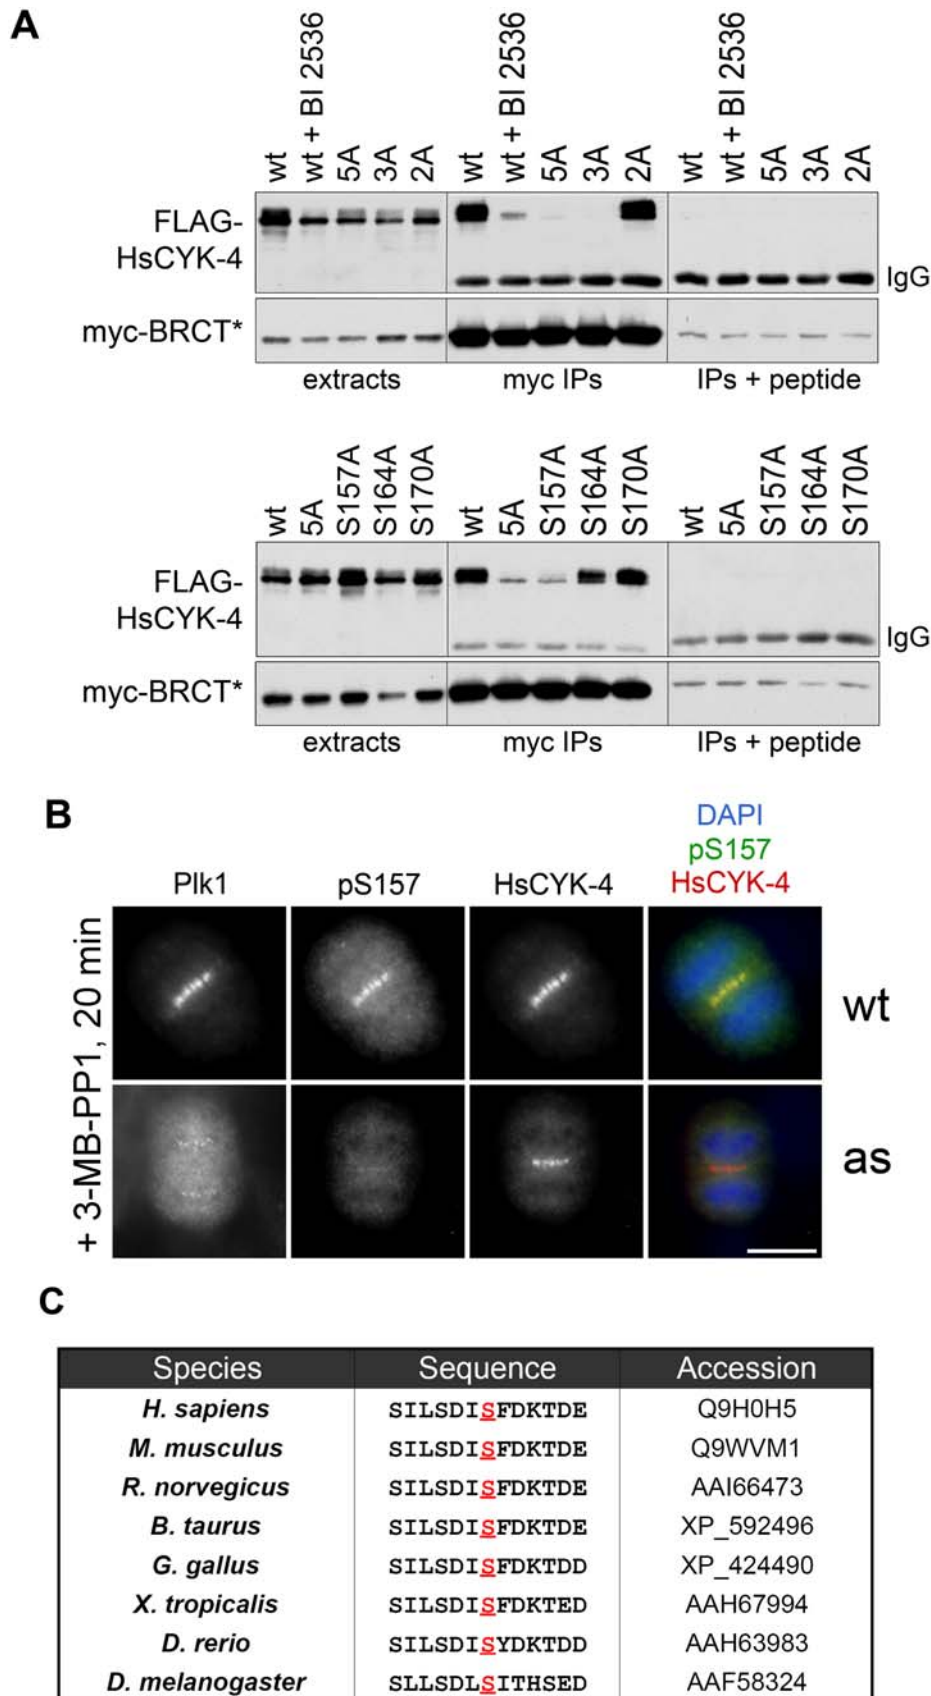 A
wt wt + BI 2536 5A 3A 2A wt wt + BI 2536 5A 3A 2A wt wt + BI 2536 5A 3A 2A
FLAG-
HsCYK-4
IgG
myc-BRCT*
extracts myc IPs IPs + peptide
wt 5A S157A S164A S170A wt 5A S157A S164A S170A wt 5A S157A S164A S170A
FLAG-
HsCYK-4
IgG
myc-BRCT*
extracts myc IPs IPs + peptide
B
DAPI
pS157
Plk1 pS157 HsCYK-4 HsCYK-4
+ 3-MB-PP1, 20 min
wt
as
C
Species Sequence Accession
H. sapiens SILSDISFDKTDE Q9H0H5
M. musculus SILSDISFDKTDE Q9WVM1
R. norvegicus SILSDISFDKTDE AAI66473
B. taurus SILSDISFDKTDE XP_592496
G. gallus SILSDISFDKTDD XP_424490
X. tropicalis SILSDISFDKTED AAH67994
D. rerio SILSDISYDKTDD AAH63983
D. melanogaster SLLSDLSITHSED AAF58324